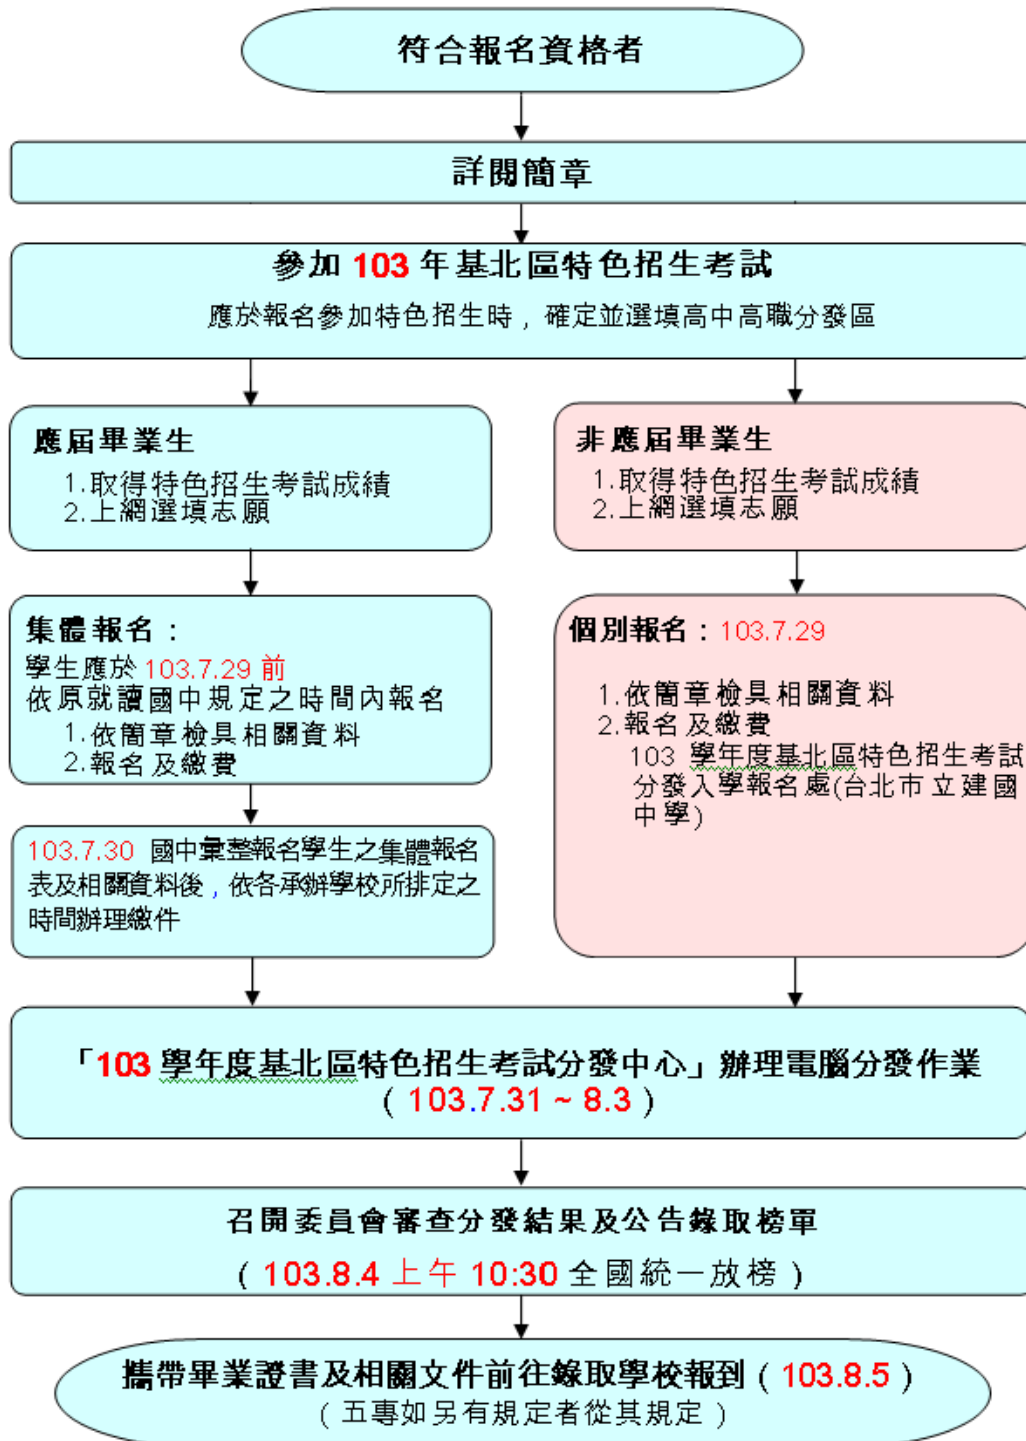 符合報名資格者
詳閱簡章
參加 103 年基北區特色招生考試
應於報名參加特色招生時，確定並選填高中高職分發區
應屆畢業生
1.取得特色招生考試成績
2.上網選填志願
非應屆畢業生
1.取得特色招生考試成績
2.上網選填志願
集體報名：
學生應於 103.7.29 前
依原就讀國中規定之時間內報名
1.依簡章檢具相關資料
2.報名及繳費
個別報名：103.7.29
1.依簡章檢具相關資料
2.報名及繳費
103 學年度基北區特色招生考試
分發入學報名處(台北市立建國
中學)
103.7.30 國中彙整報名學生之集體報名
表及相關資料後，依各承辦學校所排定之
時間辦理繳件
「103 學年度基北區特色招生考試分發中心」辦理電腦分發作業
（103.7.31 ~ 8.3）
召開委員會審查分發結果及公告錄取榜單
（103.8.4 上午 10:30 全國統一放榜）
攜帶畢業證書及相關文件前往錄取學校報到（103.8.5）
（五專如另有規定者從其規定）